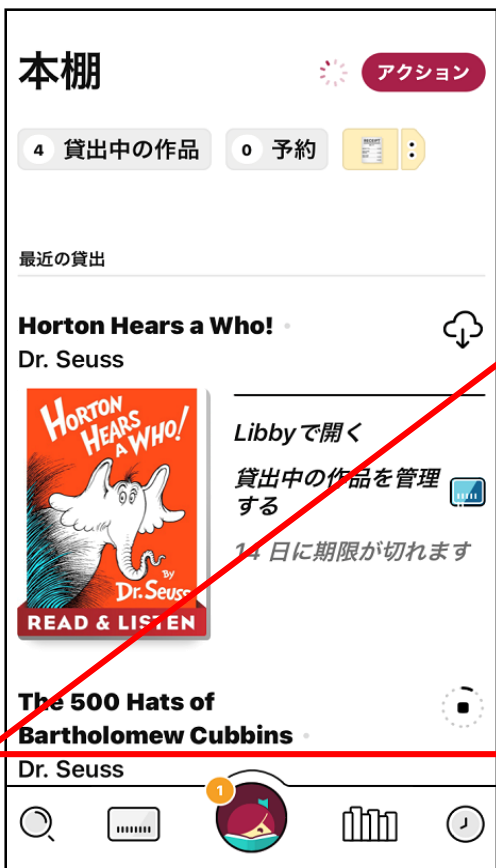 本棚
アクション
4 貸出中の作品
0 予約
RECEIPT
最近の貸出
Horton Hears a Who!
Dr. Seuss
HORTON
HEARS
A WHO!
By
Dr. Seuss
READ & LISTEN
Libbyで開く
貸出中の作品を管理
する
14 日に期限が切れます
The 500 Hats of
Bartholomew Cubbins
Dr. Seuss
1